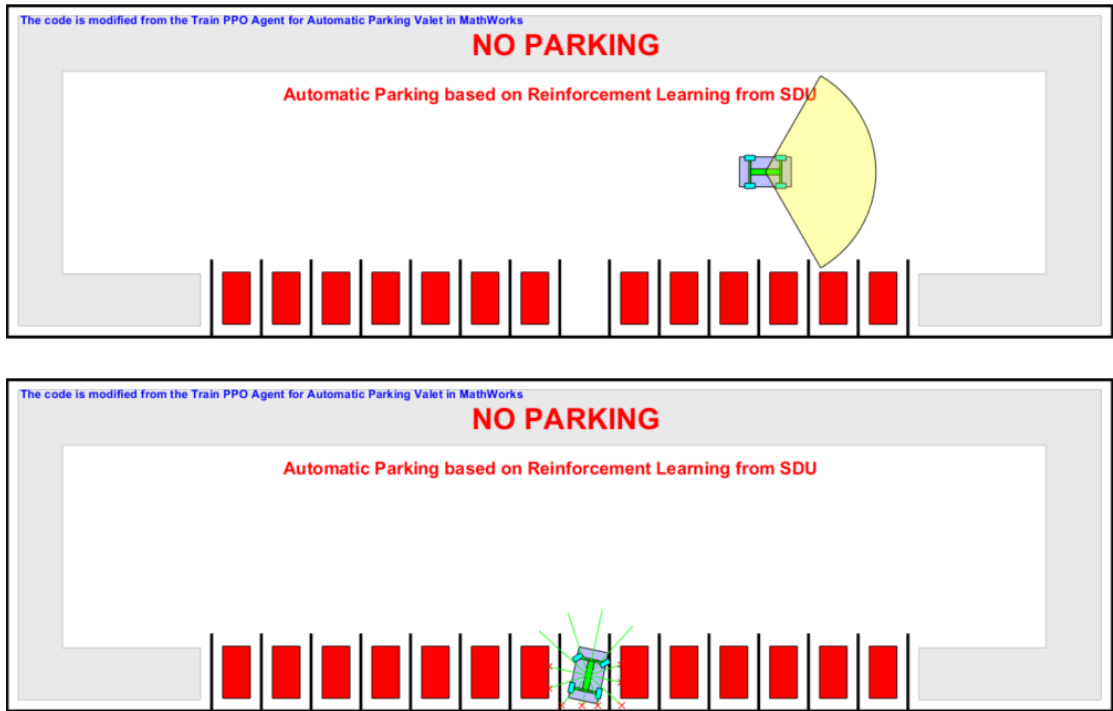 The code is modified from the Train PPO Agent for Automatic Parking Valet in MathWorks
NO PARKING
Automatic Parking based on Reinforcement Learning from SDU
The code is modified from the Train PPO Agent for Automatic Parking Valet in MathWorks
NO PARKING
Automatic Parking based on Reinforcement Learning from SDU